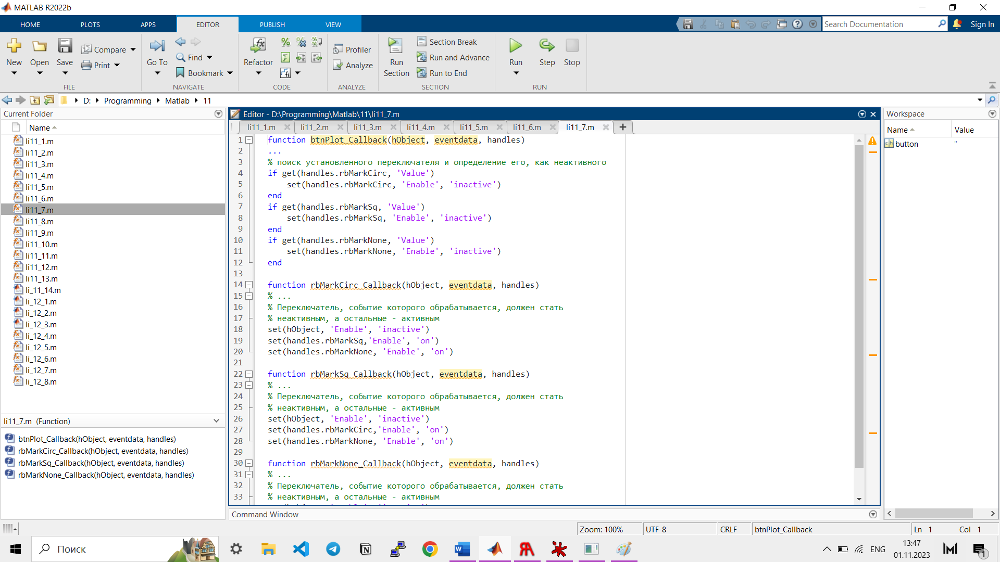 MATLAB R2022b
HOME PLOTS APPS EDITOR PUBLISH VIEW Search Documentation Sign In
New Open Save Compare Print Go To Find Bookmark Refactor Profiler Analyze Run Section Section Break Run and Advance Run to End Run Step Stop
FILE NAVIGATE CODE ANALYZE SECTION RUN
D: Programming Matlab 11
Current Folder
Name
li11_1.m
li11_2.m
li11_3.m
li11_4.m
li11_5.m
li11_6.m
li11_7.m
li11_8.m
li11_9.m
li11_10.m
li11_11.m
li11_12.m
li11_13.m
li_11_14.m
li_12_1.m
li_12_2.m
li_12_3.m
li_12_4.m
li_12_5.m
li_12_6.m
li_12_7.m
li_12_8.m
li11_7.m (Function)
btnPlot_Callback(hObject, eventdata, handles)
rbMarkCirc_Callback(hObject, eventdata, handles)
rbMarkSq_Callback(hObject, eventdata, handles)
rbMarkNone_Callback(hObject, eventdata, handles)
Editor - D:\Programming\Matlab\11\li11_7.m
li11_1.m li11_2.m li11_3.m li11_4.m li11_5.m li11_6.m li11_7.m
1 function btnPlot_Callback(hObject, eventdata, handles)
2 ...
3 % поиск установленного переключателя и определение его, как неактивного
4 if get(handles.rbMarkCirc, 'Value')
5 set(handles.rbMarkCirc, 'Enable', 'inactive')
6 end
7 if get(handles.rbMarkSq, 'Value')
8 set(handles.rbMarkSq, 'Enable', 'inactive')
9 end
10 if get(handles.rbMarkNone, 'Value')
11 set(handles.rbMarkNone, 'Enable', 'inactive')
12 end
13
14 function rbMarkCirc_Callback(hObject, eventdata, handles)
15 % ...
16 % Переключатель, событие которого обрабатывается, должен стать
17 % неактивным, а остальные - активным
18 set(hObject, 'Enable', 'inactive')
19 set(handles.rbMarkSq,'Enable', 'on')
20 set(handles.rbMarkNone, 'Enable', 'on')
21
22 function rbMarkSq_Callback(hObject, eventdata, handles)
23 % ...
24 % Переключатель, событие которого обрабатывается, должен стать
25 % неактивным, а остальные - активным
26 set(hObject, 'Enable', 'inactive')
27 set(handles.rbMarkCirc,'Enable', 'on')
28 set(handles.rbMarkNone, 'Enable', 'on')
29
30 function rbMarkNone_Callback(hObject, eventdata, handles)
31 % ...
32 % Переключатель, событие которого обрабатывается, должен стать
33 % неактивным, а остальные - активным
Command Window
Workspace
Name Value
button ''
Zoom: 100% UTF-8 CRLF btnPlot_Callback Ln 1 Col 1
Поиск
ENG
13:47
01.11.2023
1